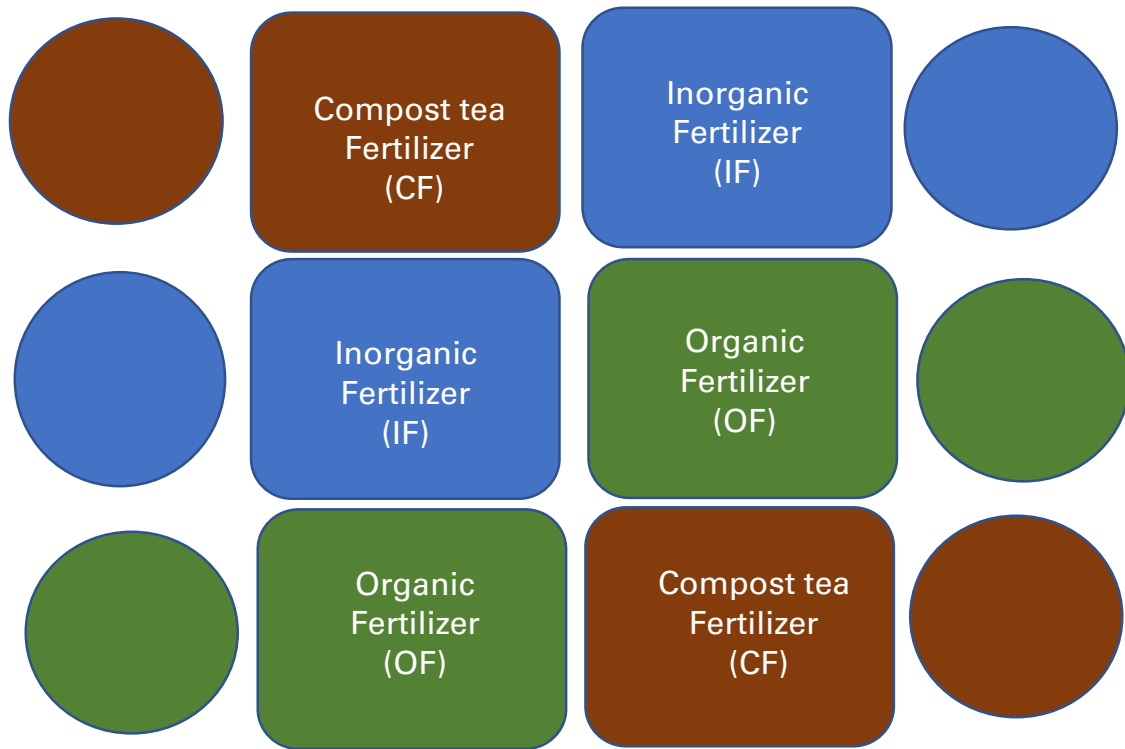 Compost tea
Fertilizer
(CF)
Inorganic
Fertilizer
(IF)
Inorganic
Fertilizer
(IF)
Organic
Fertilizer
(OF)
Organic
Fertilizer
(OF)
Compost tea
Fertilizer
(CF)